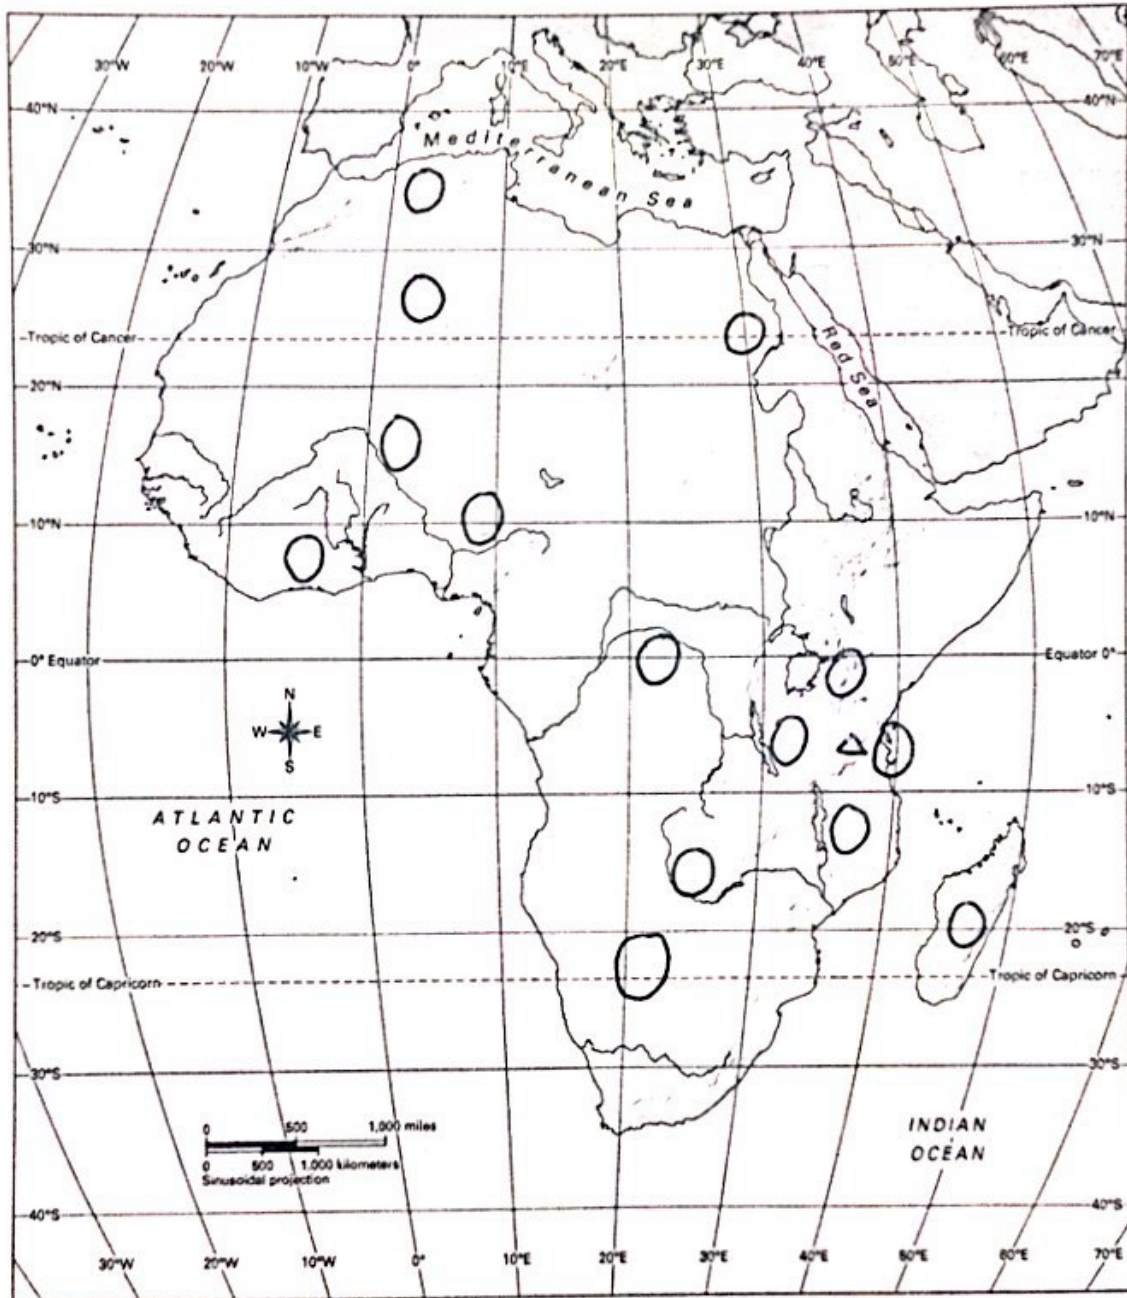 30°W 20°W 10°W 0° 10°E 20°E 30°E 40°E 50°E 60°E 70°E
40°N 40°N
Mediterranean Sea
30°N 30°N
Tropic of Cancer Tropic of Cancer
Red Sea
20°N 20°N
10°N 10°N
0° Equator Equator 0°
N
W E
S
10°S 10°S
ATLANTIC
OCEAN
20°S 20°S
Tropic of Capricorn Tropic of Capricorn
30°S 30°S
0 500 1,000 miles
0 500 1,000 kilometers
Sinusoidal projection
INDIAN
OCEAN
40°S 40°S
30°W 20°W 10°W 0° 10°E 20°E 30°E 40°E 50°E 60°E 70°E